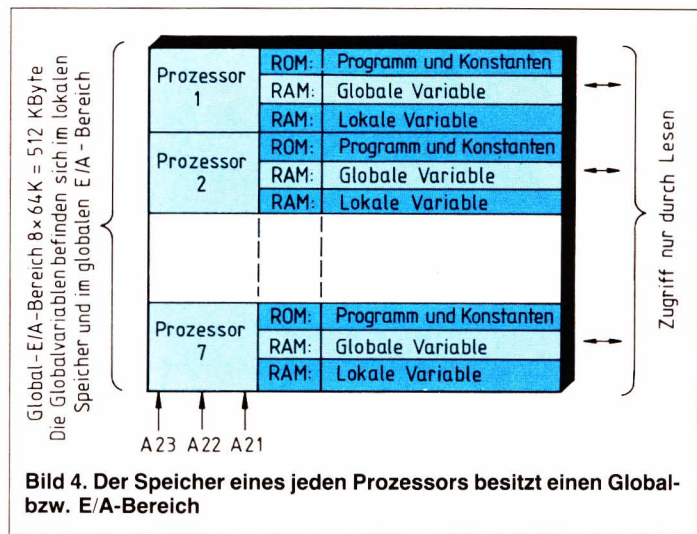 Global-E/A-Bereich 8×64K = 512 KByte
Die Globalvariablen befinden sich im lokalen
Speicher und im globalen E/A-Bereich
Prozessor
1
ROM: Programm und Konstanten
RAM: Globale Variable
RAM: Lokale Variable
Prozessor
2
ROM: Programm und Konstanten
RAM: Globale Variable
RAM: Lokale Variable
Prozessor
7
ROM: Programm und Konstanten
RAM: Globale Variable
RAM: Lokale Variable
Zugriff nur durch Lesen
A23 A22 A21
Bild 4. Der Speicher eines jeden Prozessors besitzt einen Global-
bzw. E/A-Bereich